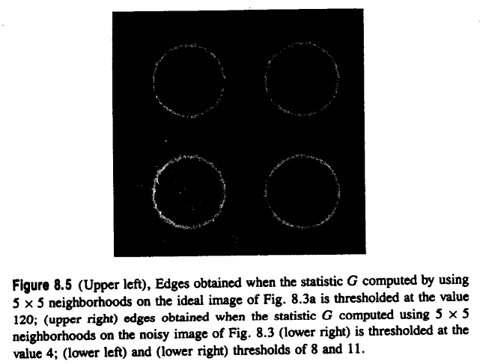 Figure 8.5 (Upper left), Edges obtained when the statistic G computed by using
5 × 5 neighborhoods on the ideal image of Fig. 8.3a is thresholded at the value
120; (upper right) edges obtained when the statistic G computed using 5 × 5
neighborhoods on the noisy image of Fig. 8.3 (lower right) is thresholded at the
value 4; (lower left) and (lower right) thresholds of 8 and 11.